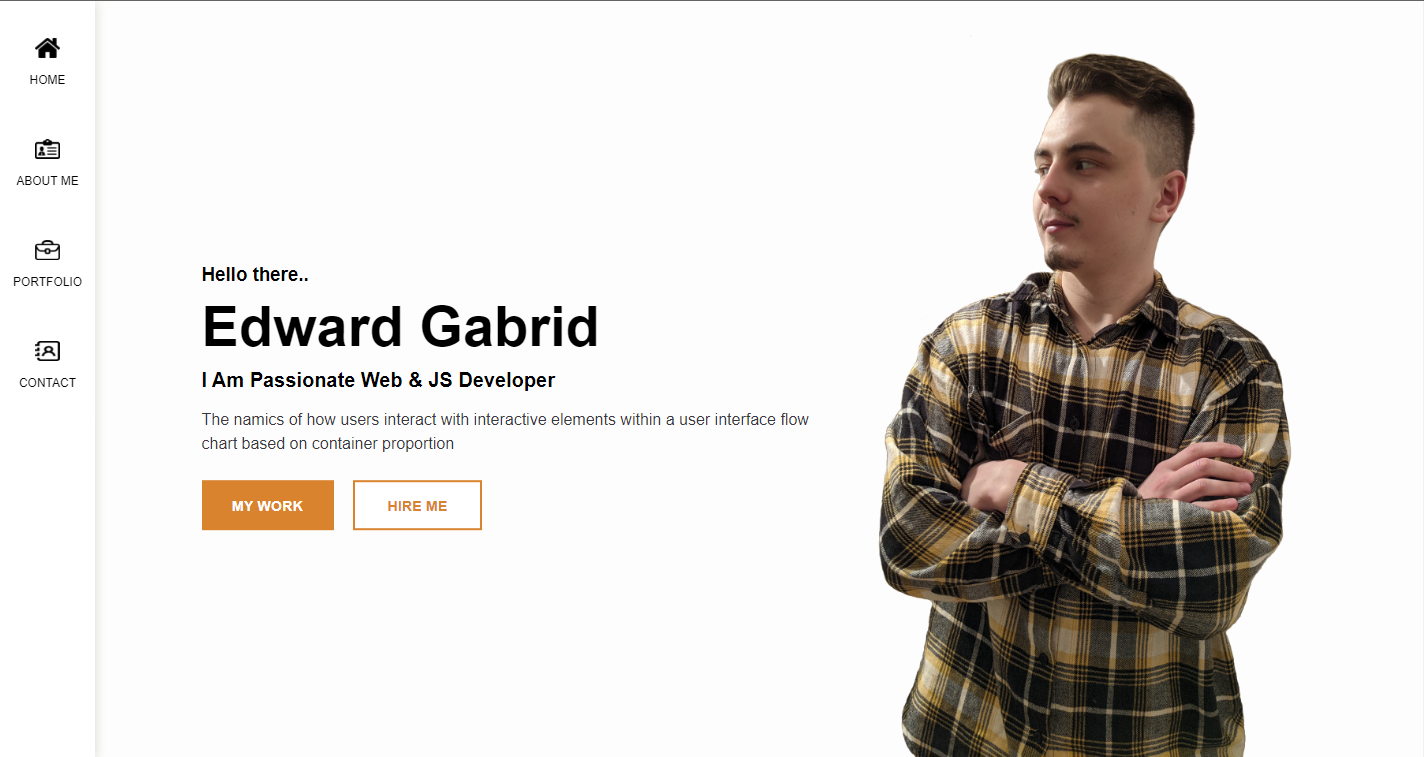 HOME
ABOUT ME
PORTFOLIO
CONTACT
Hello there..
Edward Gabrid
I Am Passionate Web & JS Developer
The namics of how users interact with interactive elements within a user interface flow
chart based on container proportion
MY WORK
HIRE ME